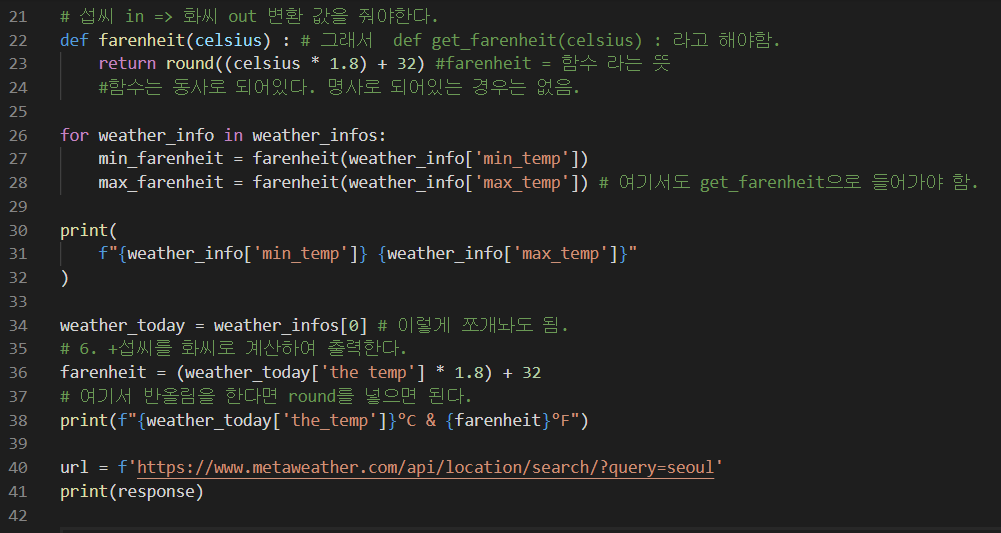 21 # 섭씨 in => 화씨 out 변환 값을 줘야한다.
22 def farenheit(celsius) : # 그래서  def get_farenheit(celsius) : 라고 해야함.
23     return round((celsius * 1.8) + 32) #farenheit = 함수 라는 뜻
24     #함수는 동사로 되어있다. 명사로 되어있는 경우는 없음.
25
26 for weather_info in weather_infos:
27     min_farenheit = farenheit(weather_info['min_temp'])
28     max_farenheit = farenheit(weather_info['max_temp']) # 여기서도 get_farenheit으로 들어가야 함.
29
30 print(
31     f"{weather_info['min_temp']} {weather_info['max_temp']}"
32 )
33
34 weather_today = weather_infos[0] # 이렇게 쪼개놔도 됨.
35 # 6. +섭씨를 화씨로 계산하여 출력한다.
36 farenheit = (weather_today['the temp'] * 1.8) + 32
37 # 여기서 반올림을 한다면 round를 넣으면 된다.
38 print(f"{weather_today['the_temp']}°C & {farenheit}°F")
39
40 url = f'https://www.metaweather.com/api/location/search/?query=seoul'
41 print(response)
42